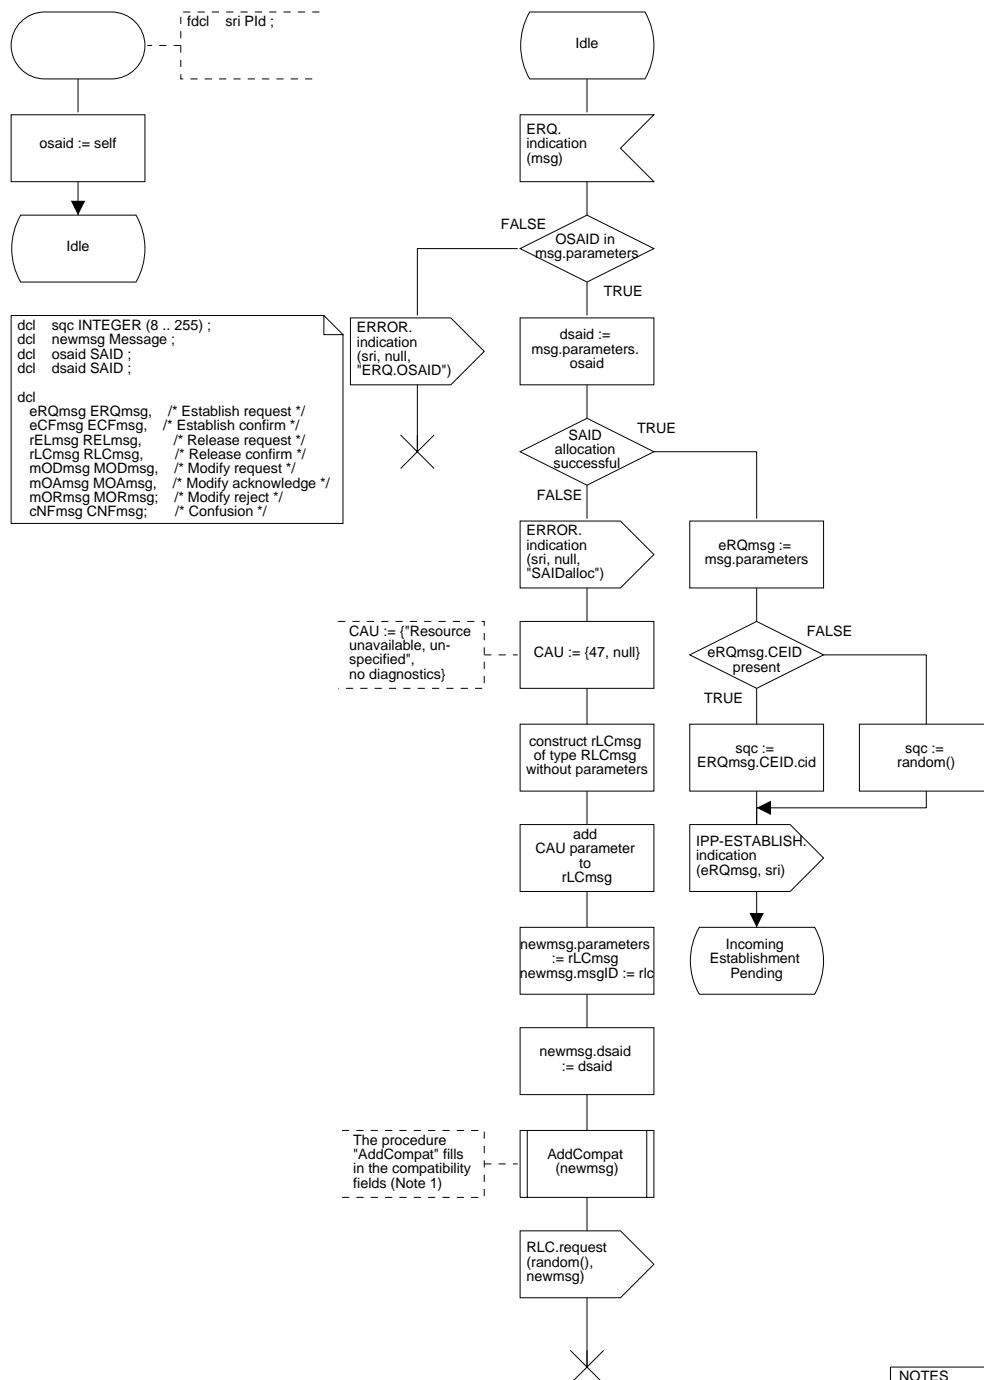 fdcl sri PId ;
osaid := self
Idle
dcl sqc INTEGER (8 .. 255) ;
dcl newmsg Message ;
dcl osaid SAID ;
dcl dsaid SAID ;
dcl
eRQmsg ERQmsg, /* Establish request */
eCFmsg ECFmsg, /* Establish confirm */
rELmsg RELmsg, /* Release request */
rLCmsg RLCmsg, /* Release confirm */
mODmsg MODmsg, /* Modify request */
mOAmsg MOAmsg, /* Modify acknowledge */
mORmsg MORmsg; /* Modify reject */
cNFmsg CNFmsg; /* Confusion */
Idle
ERQ.
indication
(msg)
FALSE
OSAID in
msg.parameters
TRUE
ERROR.
indication
(sri, null,
"ERQ.OSAID")
dsaid :=
msg.parameters.
osaid
SAID
allocation
successful
TRUE
FALSE
ERROR.
indication
(sri, null,
"SAIDalloc")
CAU := {"Resource
unavailable, un-
specified",
no diagnostics}
CAU := {47, null}
construct rLCmsg
of type RLCmsg
without parameters
add
CAU parameter
to
rLCmsg
newmsg.parameters
:= rLCmsg
newmsg.msgID := rlc
newmsg.dsaid
:= dsaid
The procedure
"AddCompat" fills
in the compatibility
fields (Note 1)
AddCompat
(newmsg)
RLC.request
(random(),
newmsg)
eRQmsg :=
msg.parameters
eRQmsg.CEID
present
FALSE
TRUE
sqc :=
ERQmsg.CEID.cid
sqc :=
random()
IPP-ESTABLISH.
indication
(eRQmsg, sri)
Incoming
Establishment
Pending
NOTES